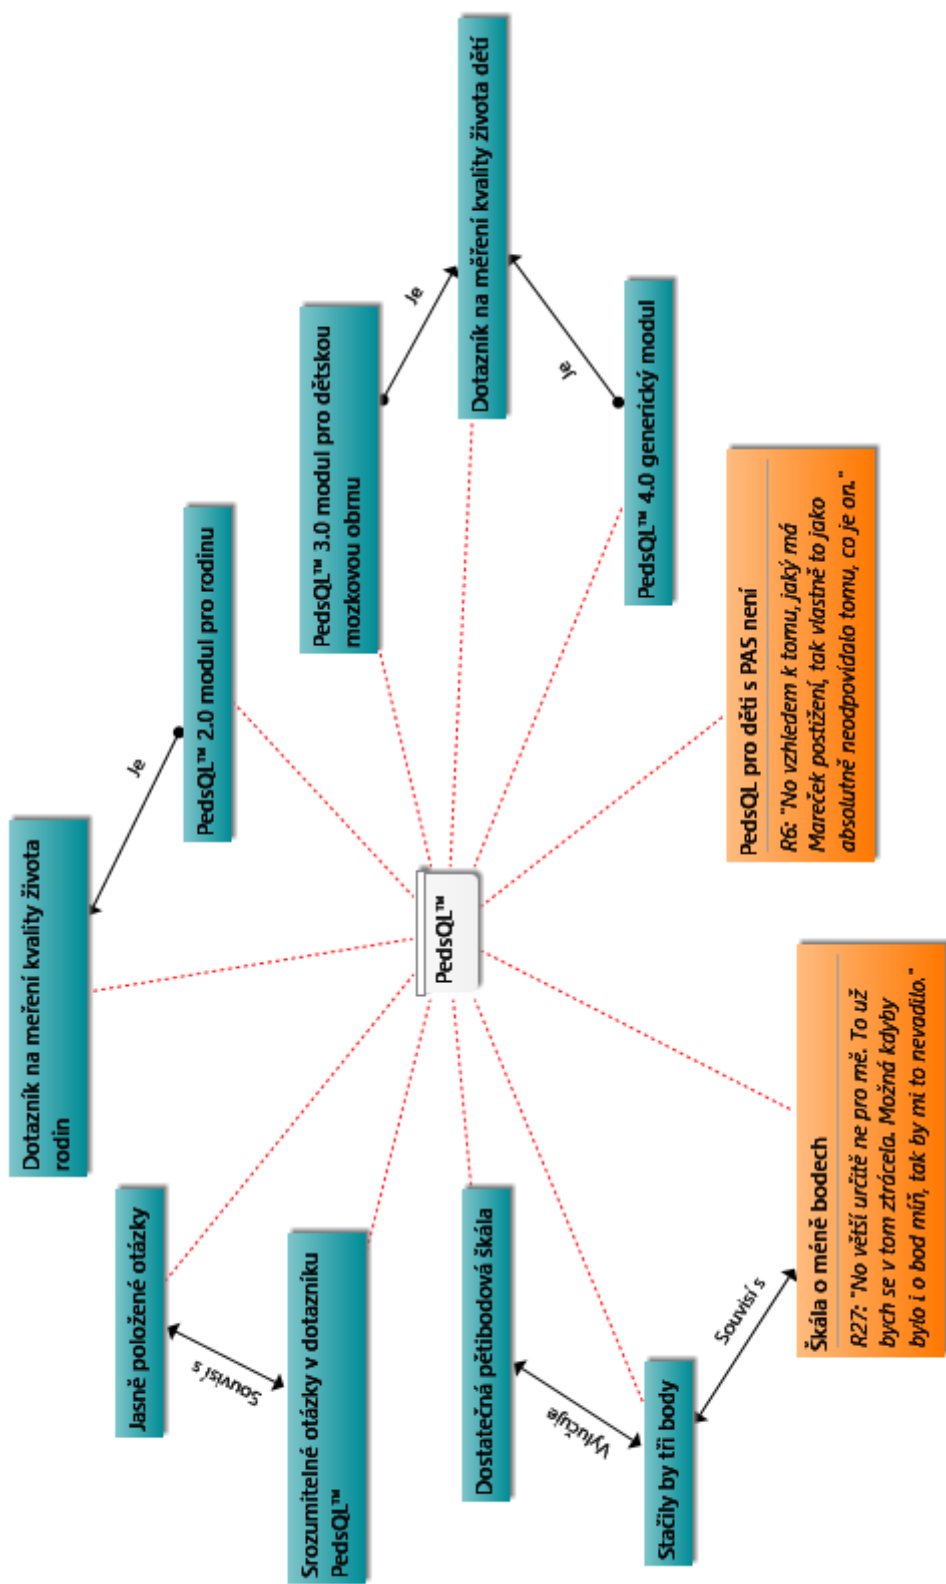 Dotazník na měření kvality života
rodin
Je
PedsQL™ 2.0 modul pro rodinu
PedsQL™ 3.0 modul pro dětskou
mozkovou obrnu
Je
Dotazník na měření kvality života dětí
Je
PedsQL™ 4.0 generický modul
Jasně položené otázky
Souvisí s
Srozumitelné otázky v dotazníku
PedsQL™
PedsQL™
Dostatečná pětibodová škála
Vylučuje
Stačily by tři body
Souvisí s
Škála o méně bodech
R27: "No větší určitě ne pro mě. To už
bych se v tom ztrácela. Možná kdyby
bylo i o bod míň, tak by mi to nevadilo."
PedsQL pro děti s PAS není
R6: "No vzhledem k tomu, jaký má
Mareček postižení, tak vlastně to jako
absolutně neodpovídalo tomu, co je on."